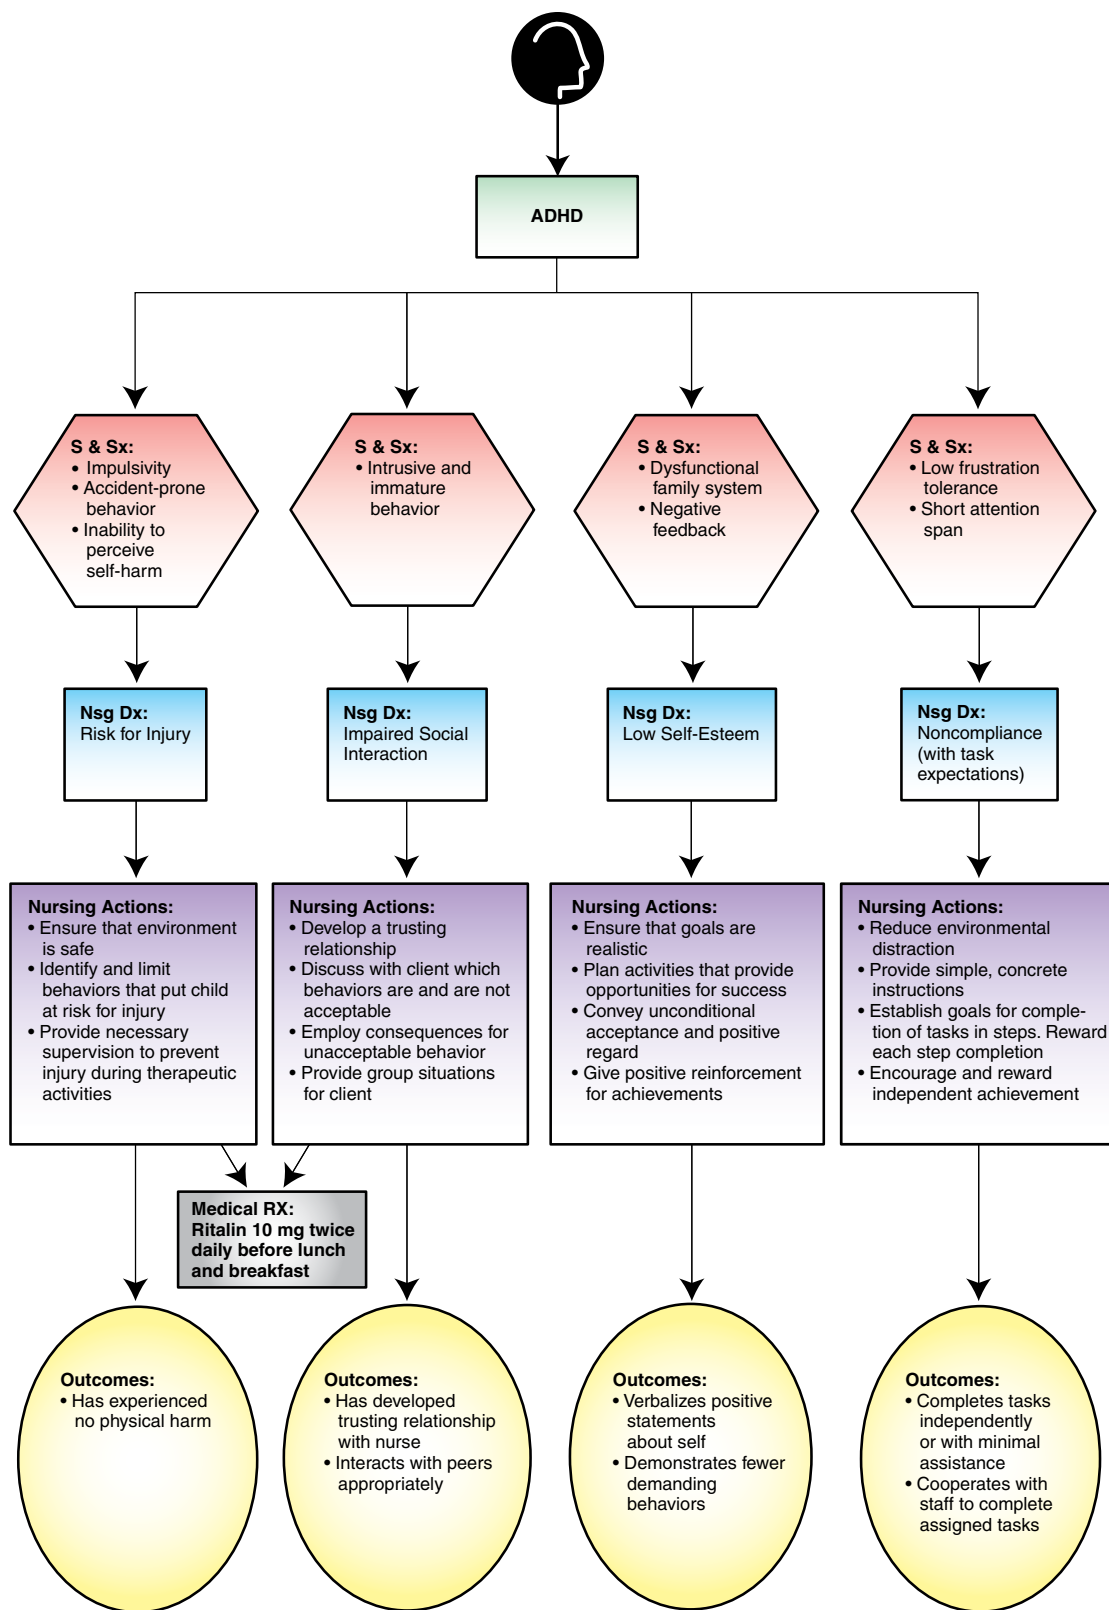 ADHD
S & Sx:
• Impulsivity
• Accident-prone
behavior
• Inability to
perceive
self-harm
S & Sx:
• Intrusive and
immature
behavior
S & Sx:
• Dysfunctional
family system
• Negative
feedback
S & Sx:
• Low frustration
tolerance
• Short attention
span
Nsg Dx:
Risk for Injury
Nsg Dx:
Impaired Social
Interaction
Nsg Dx:
Low Self-Esteem
Nsg Dx:
Noncompliance
(with task
expectations)
Nursing Actions:
• Ensure that environment
is safe
• Identify and limit
behaviors that put child
at risk for injury
• Provide necessary
supervision to prevent
injury during therapeutic
activities
Nursing Actions:
• Develop a trusting
relationship
• Discuss with client which
behaviors are and are not
acceptable
• Employ consequences for
unacceptable behavior
• Provide group situations
for client
Nursing Actions:
• Ensure that goals are
realistic
• Plan activities that provide
opportunities for success
• Convey unconditional
acceptance and positive
regard
• Give positive reinforcement
for achievements
Nursing Actions:
• Reduce environmental
distraction
• Provide simple, concrete
instructions
• Establish goals for comple-
tion of tasks in steps. Reward
each step completion
• Encourage and reward
independent achievement
Medical RX:
Ritalin 10 mg twice
daily before lunch
and breakfast
Outcomes:
• Has experienced
no physical harm
Outcomes:
• Has developed
trusting relationship
with nurse
• Interacts with peers
appropriately
Outcomes:
• Verbalizes positive
statements
about self
• Demonstrates fewer
demanding
behaviors
Outcomes:
• Completes tasks
independently
or with minimal
assistance
• Cooperates with
staff to complete
assigned tasks